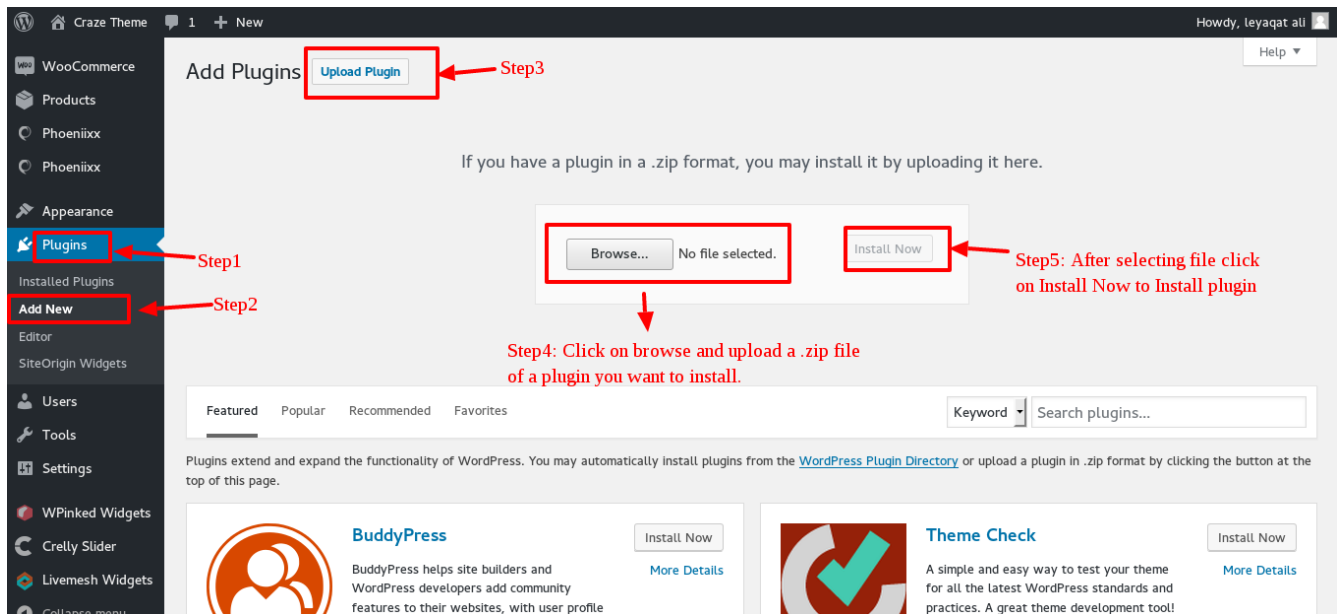 Craze Theme 1 + New Howdy, leyaqat ali
Help ▼
WooCommerce
Products
Phoeniixx
Phoeniixx
Appearance
Plugins
Installed Plugins
Add New
Editor
SiteOrigin Widgets
Users
Tools
Settings
WPinked Widgets
Crelly Slider
Livemesh Widgets
Collapse menu
Step1
Step2
Add Plugins Upload Plugin Step3
If you have a plugin in a .zip format, you may install it by uploading it here.
Browse... No file selected. Install Now
Step5: After selecting file click
on Install Now to Install plugin
Step4: Click on browse and upload a .zip file
of a plugin you want to install.
Featured Popular Recommended Favorites Keyword Search plugins...
Plugins extend and expand the functionality of WordPress. You may automatically install plugins from the WordPress Plugin Directory or upload a plugin in .zip format by clicking the button at the
top of this page.
BuddyPress Install Now
More Details
BuddyPress helps site builders and
WordPress developers add community
features to their websites, with user profile
Theme Check Install Now
More Details
A simple and easy way to test your theme
for all the latest WordPress standards and
practices. A great theme development tool!